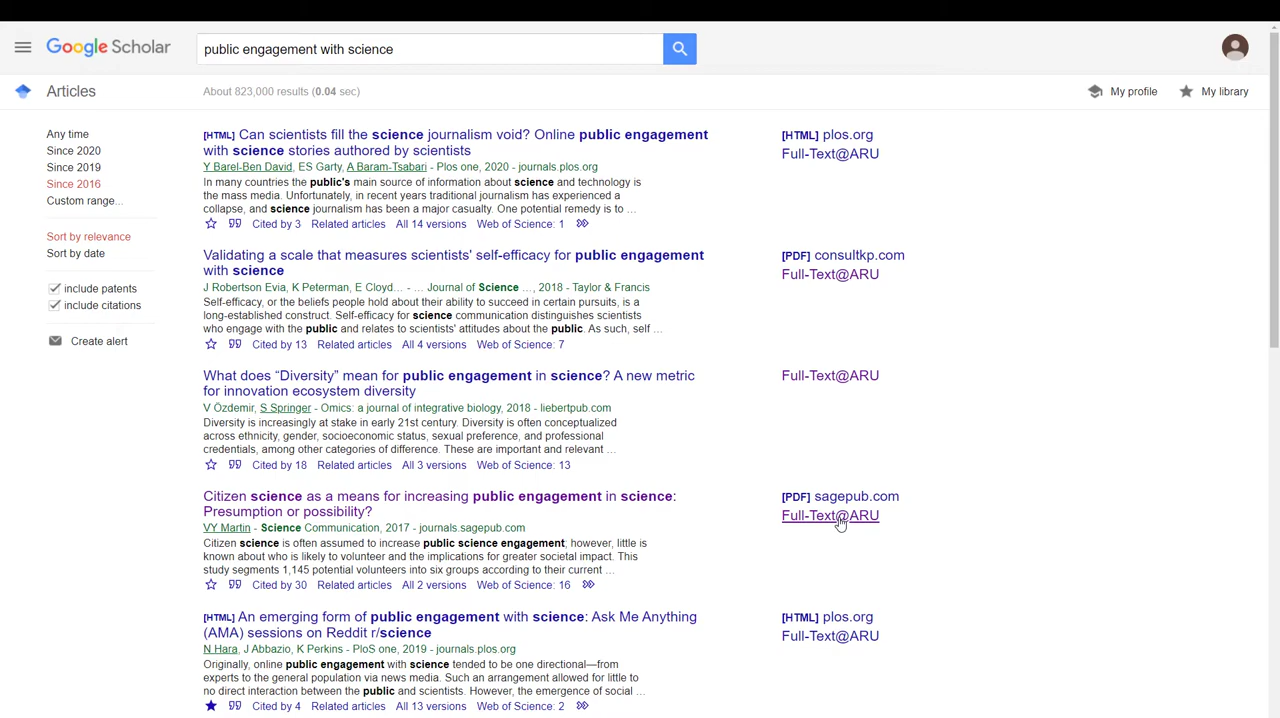 Google Scholar
public engagement with science
Articles
About 823,000 results (0.04 sec)
My profile
My library
Any time
Since 2020
Since 2019
Since 2016
Custom range...
Sort by relevance
Sort by date
include patents
include citations
Create alert
[HTML] Can scientists fill the science journalism void? Online public engagement
with science stories authored by scientists
Y Barel-Ben David, ES Garty, A Baram-Tsabari - Plos one, 2020 - journals.plos.org
In many countries the public's main source of information about science and technology is
the mass media. Unfortunately, in recent years traditional journalism has experienced a
collapse, and science journalism has been a major casualty. One potential remedy is to ...
Cited by 3 Related articles All 14 versions Web of Science: 1
[HTML] plos.org
Full-Text@ARU
Validating a scale that measures scientists' self-efficacy for public engagement
with science
J Robertson Evia, K Peterman, E Cloyd... - ... Journal of Science ..., 2018 - Taylor & Francis
Self-efficacy, or the beliefs people hold about their ability to succeed in certain pursuits, is a
long-established construct. Self-efficacy for science communication distinguishes scientists
who engage with the public and relates to scientists' attitudes about the public. As such, self ...
Cited by 13 Related articles All 4 versions Web of Science: 7
[PDF] consultkp.com
Full-Text@ARU
What does “Diversity” mean for public engagement in science? A new metric
for innovation ecosystem diversity
V Özdemir, S Springer - Omics: a journal of integrative biology, 2018 - liebertpub.com
Diversity is increasingly at stake in early 21st century. Diversity is often conceptualized
across ethnicity, gender, socioeconomic status, sexual preference, and professional
credentials, among other categories of difference. These are important and relevant ...
Cited by 18 Related articles All 3 versions Web of Science: 13
Full-Text@ARU
Citizen science as a means for increasing public engagement in science:
Presumption or possibility?
VY Martin - Science Communication, 2017 - journals.sagepub.com
Citizen science is often assumed to increase public science engagement; however, little is
known about who is likely to volunteer and the implications for greater societal impact. This
study segments 1,145 potential volunteers into six groups according to their current ...
Cited by 30 Related articles All 2 versions Web of Science: 16
[PDF] sagepub.com
Full-Text@ARU
[HTML] An emerging form of public engagement with science: Ask Me Anything
(AMA) sessions on Reddit r/science
N Hara, J Abbazio, K Perkins - PloS one, 2019 - journals.plos.org
Originally, online public engagement with science tended to be one directional—from
experts to the general population via news media. Such an arrangement allowed for little to
no direct interaction between the public and scientists. However, the emergence of social ...
Cited by 4 Related articles All 13 versions Web of Science: 2
[HTML] plos.org
Full-Text@ARU